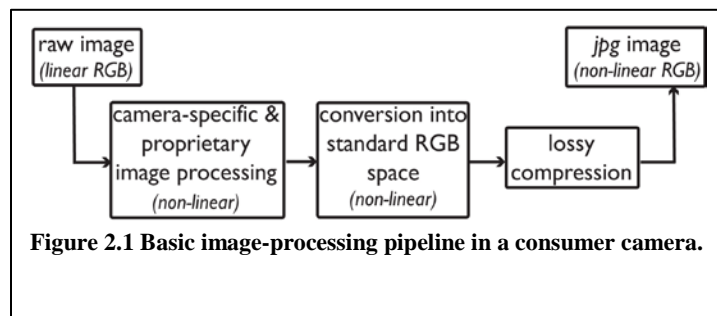 raw image
(linear RGB)
camera-specific &
proprietary
image processing
(non-linear)
conversion into
standard RGB
space
(non-linear)
lossy
compression
jpg image
(non-linear RGB)
Figure 2.1 Basic image-processing pipeline in a consumer camera.